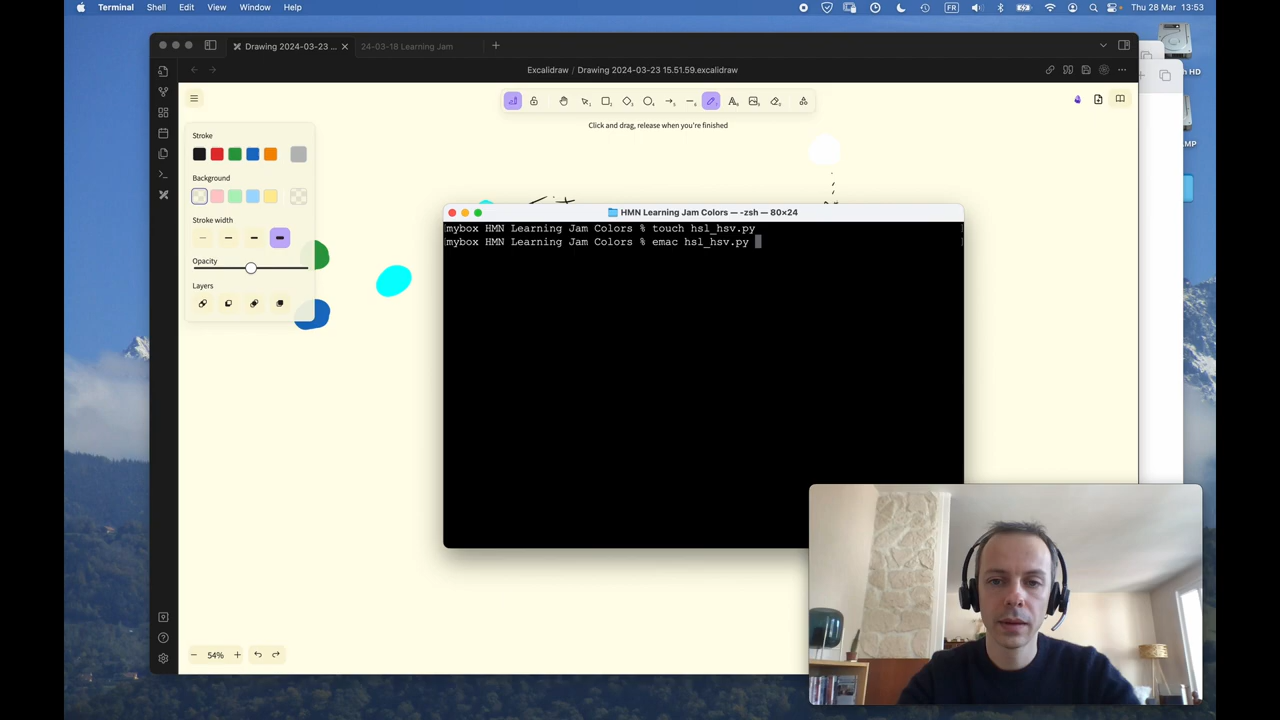 Terminal Shell Edit View Window Help FR Thu 28 Mar 13:53
Drawing 2024-03-23 ... 24-03-18 Learning Jam
Excalidraw / Drawing 2024-03-23 15.51.59.excalidraw
HD
Click and drag, release when you're finished
Stroke
Background
Stroke width
Opacity
Layers
HMN Learning Jam Colors — -zsh — 80×24
mybox HMN Learning Jam Colors % touch hsl_hsv.py
mybox HMN Learning Jam Colors % emac hsl_hsv.py
54%